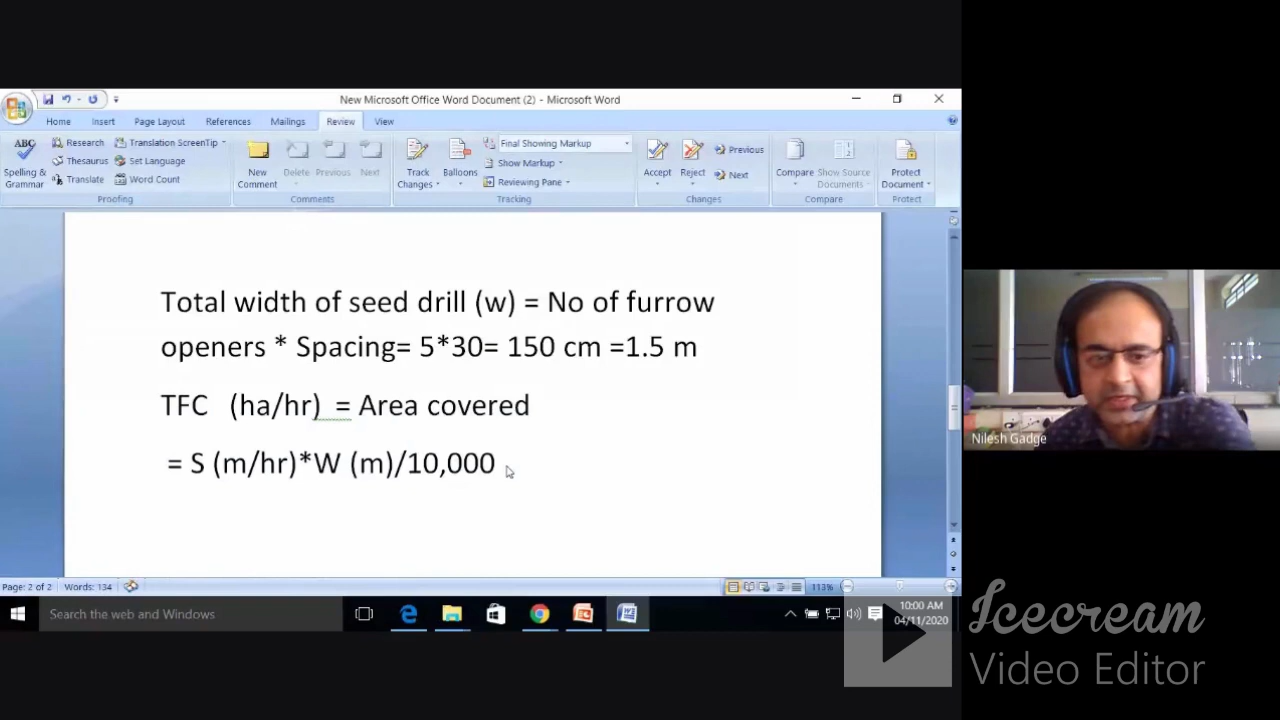 New Microsoft Office Word Document (2) - Microsoft Word
Home Insert Page Layout References Mailings Review View
ABC
Spelling & Grammar
Research
Thesaurus
Translate
Translation ScreenTip
Set Language
Word Count
Proofing
New Comment
Delete
Previous
Next
Comments
Track Changes
Balloons
Final Showing Markup
Show Markup
Reviewing Pane
Tracking
Accept
Reject
Previous
Next
Changes
Compare
Show Source Documents
Compare
Protect Document
Protect
Total width of seed drill (w) = No of furrow
openers * Spacing= 5*30= 150 cm =1.5 m
TFC (ha/hr) = Area covered
= S (m/hr)*W (m)/10,000
Nilesh Gadge
Page: 2 of 2 Words: 134
113%
Search the web and Windows
10:00 AM
04/11/2020
Icecream
Video Editor